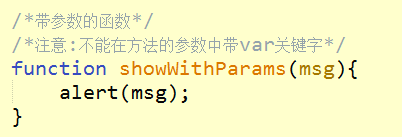 /*带参数的函数*/
/*注意:不能在方法的参数中带var关键字*/
function showWithParams(msg){
    alert(msg);
}